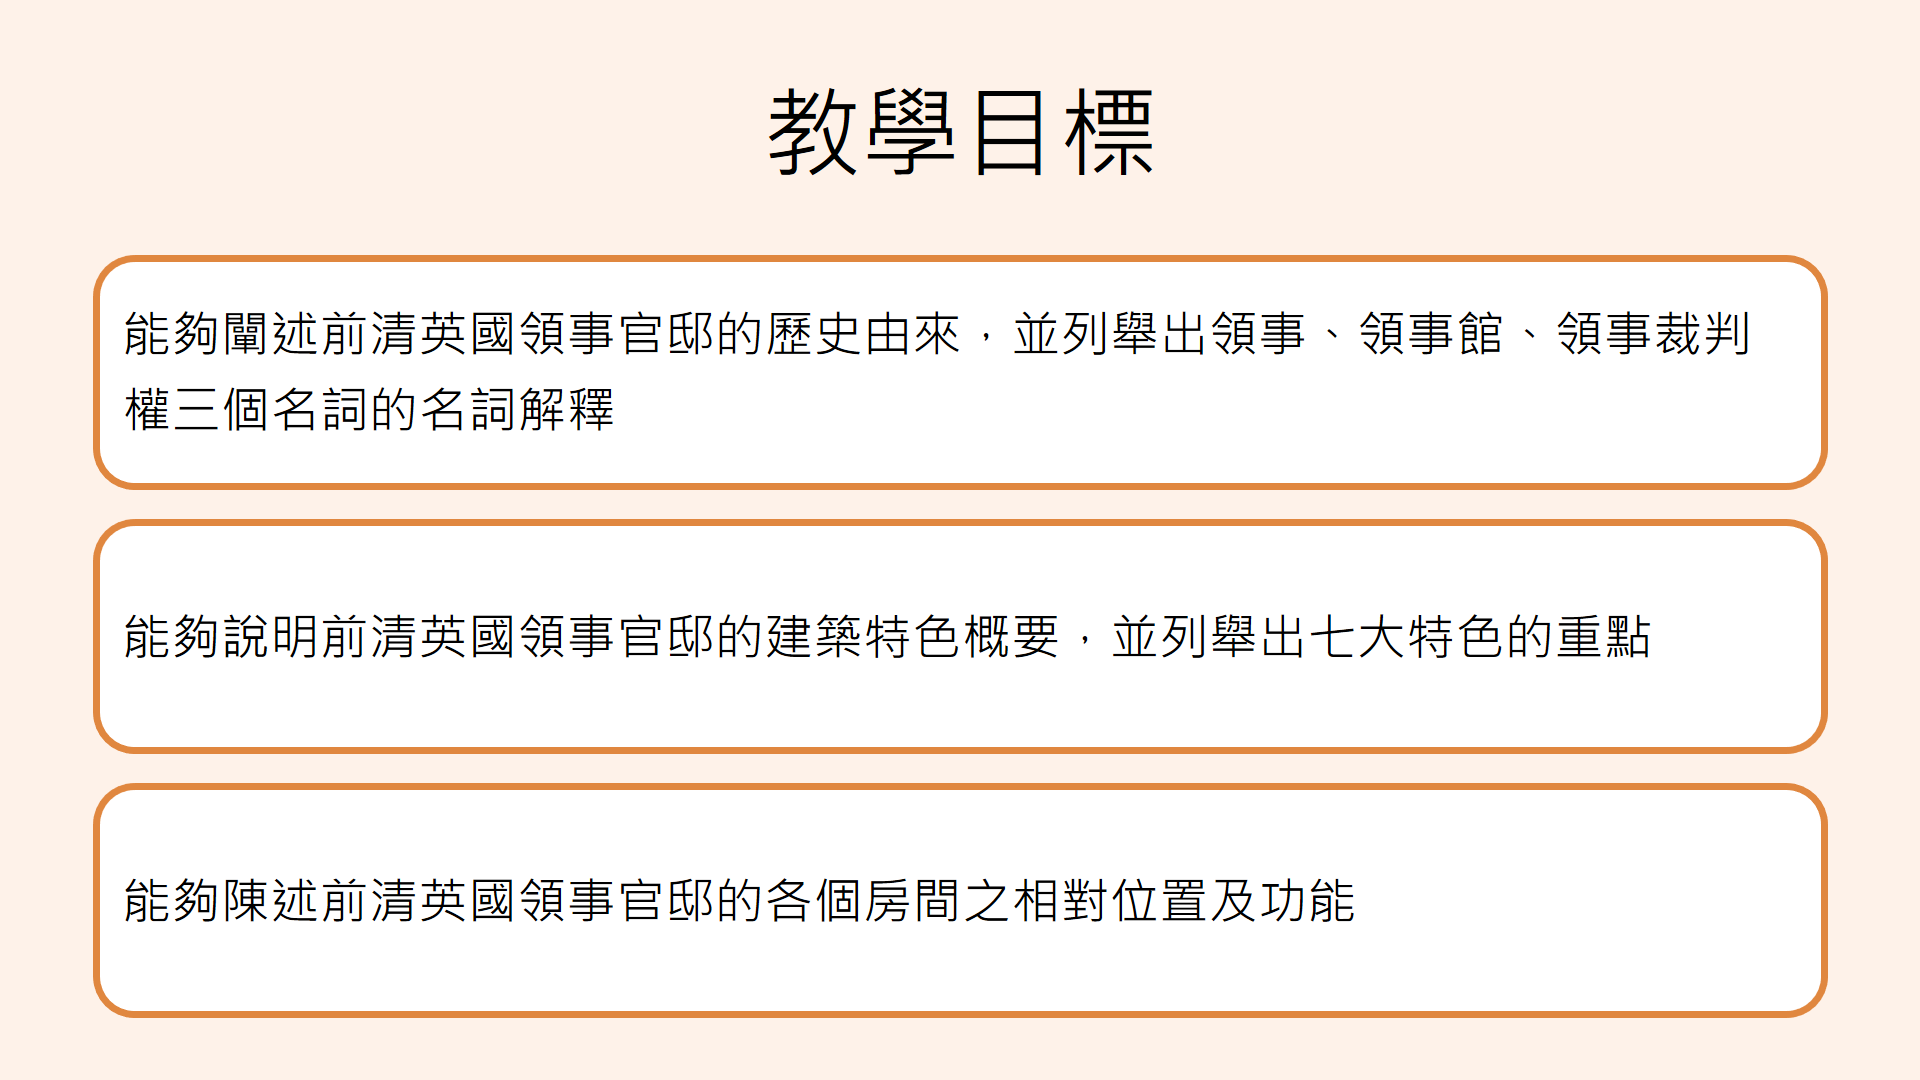 教學目標
能夠闡述前清英國領事官邸的歷史由來，並列舉出領事、領事館、領事裁判
權三個名詞的名詞解釋
能夠說明前清英國領事官邸的建築特色概要，並列舉出七大特色的重點
能夠陳述前清英國領事官邸的各個房間之相對位置及功能